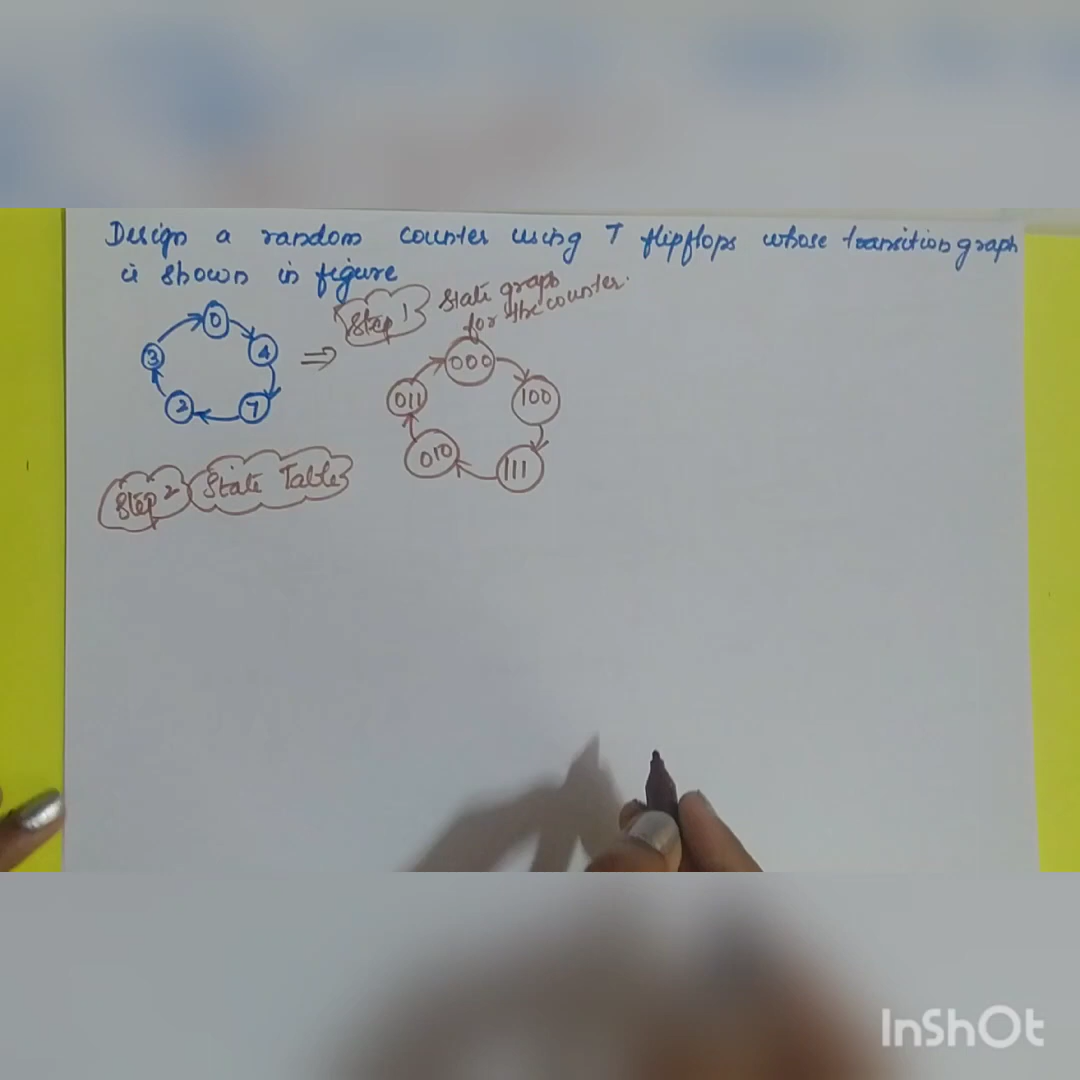 Design a random counter using T flipflops whose transition graph
is shown in figure
Step 1 State graph
for the counter.
0
4
7
2
3
⇒
000
100
111
010
011
Step 2 State Table
InShOt